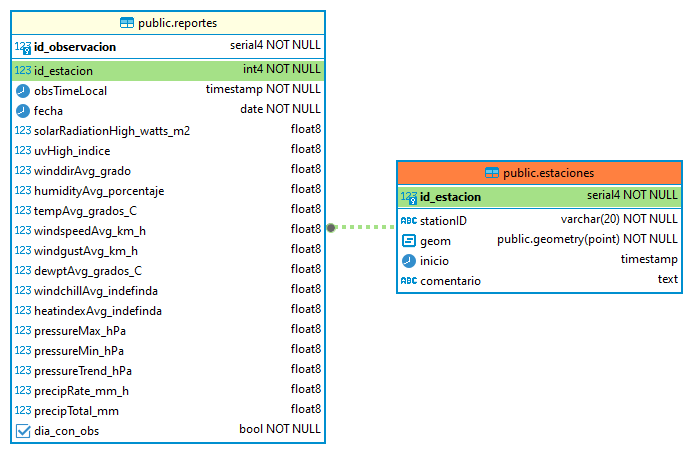 public.reportes
123 id_observacion serial4 NOT NULL
123 id_estacion int4 NOT NULL
obsTimeLocal timestamp NOT NULL
fecha date NOT NULL
123 solarRadiationHigh_watts_m2 float8
123 uvHigh_indice float8
123 winddirAvg_grado float8
123 humidityAvg_porcentaje float8
123 tempAvg_grados_C float8
123 windspeedAvg_km_h float8
123 windgustAvg_km_h float8
123 dewptAvg_grados_C float8
123 windchillAvg_indefinda float8
123 heatindexAvg_indefinda float8
123 pressureMax_hPa float8
123 pressureMin_hPa float8
123 pressureTrend_hPa float8
123 precipRate_mm_h float8
123 precipTotal_mm float8
dia_con_obs bool NOT NULL
public.estaciones
123 id_estacion serial4 NOT NULL
ABC stationID varchar(20) NOT NULL
geom public.geometry(point) NOT NULL
inicio timestamp
ABC comentario text